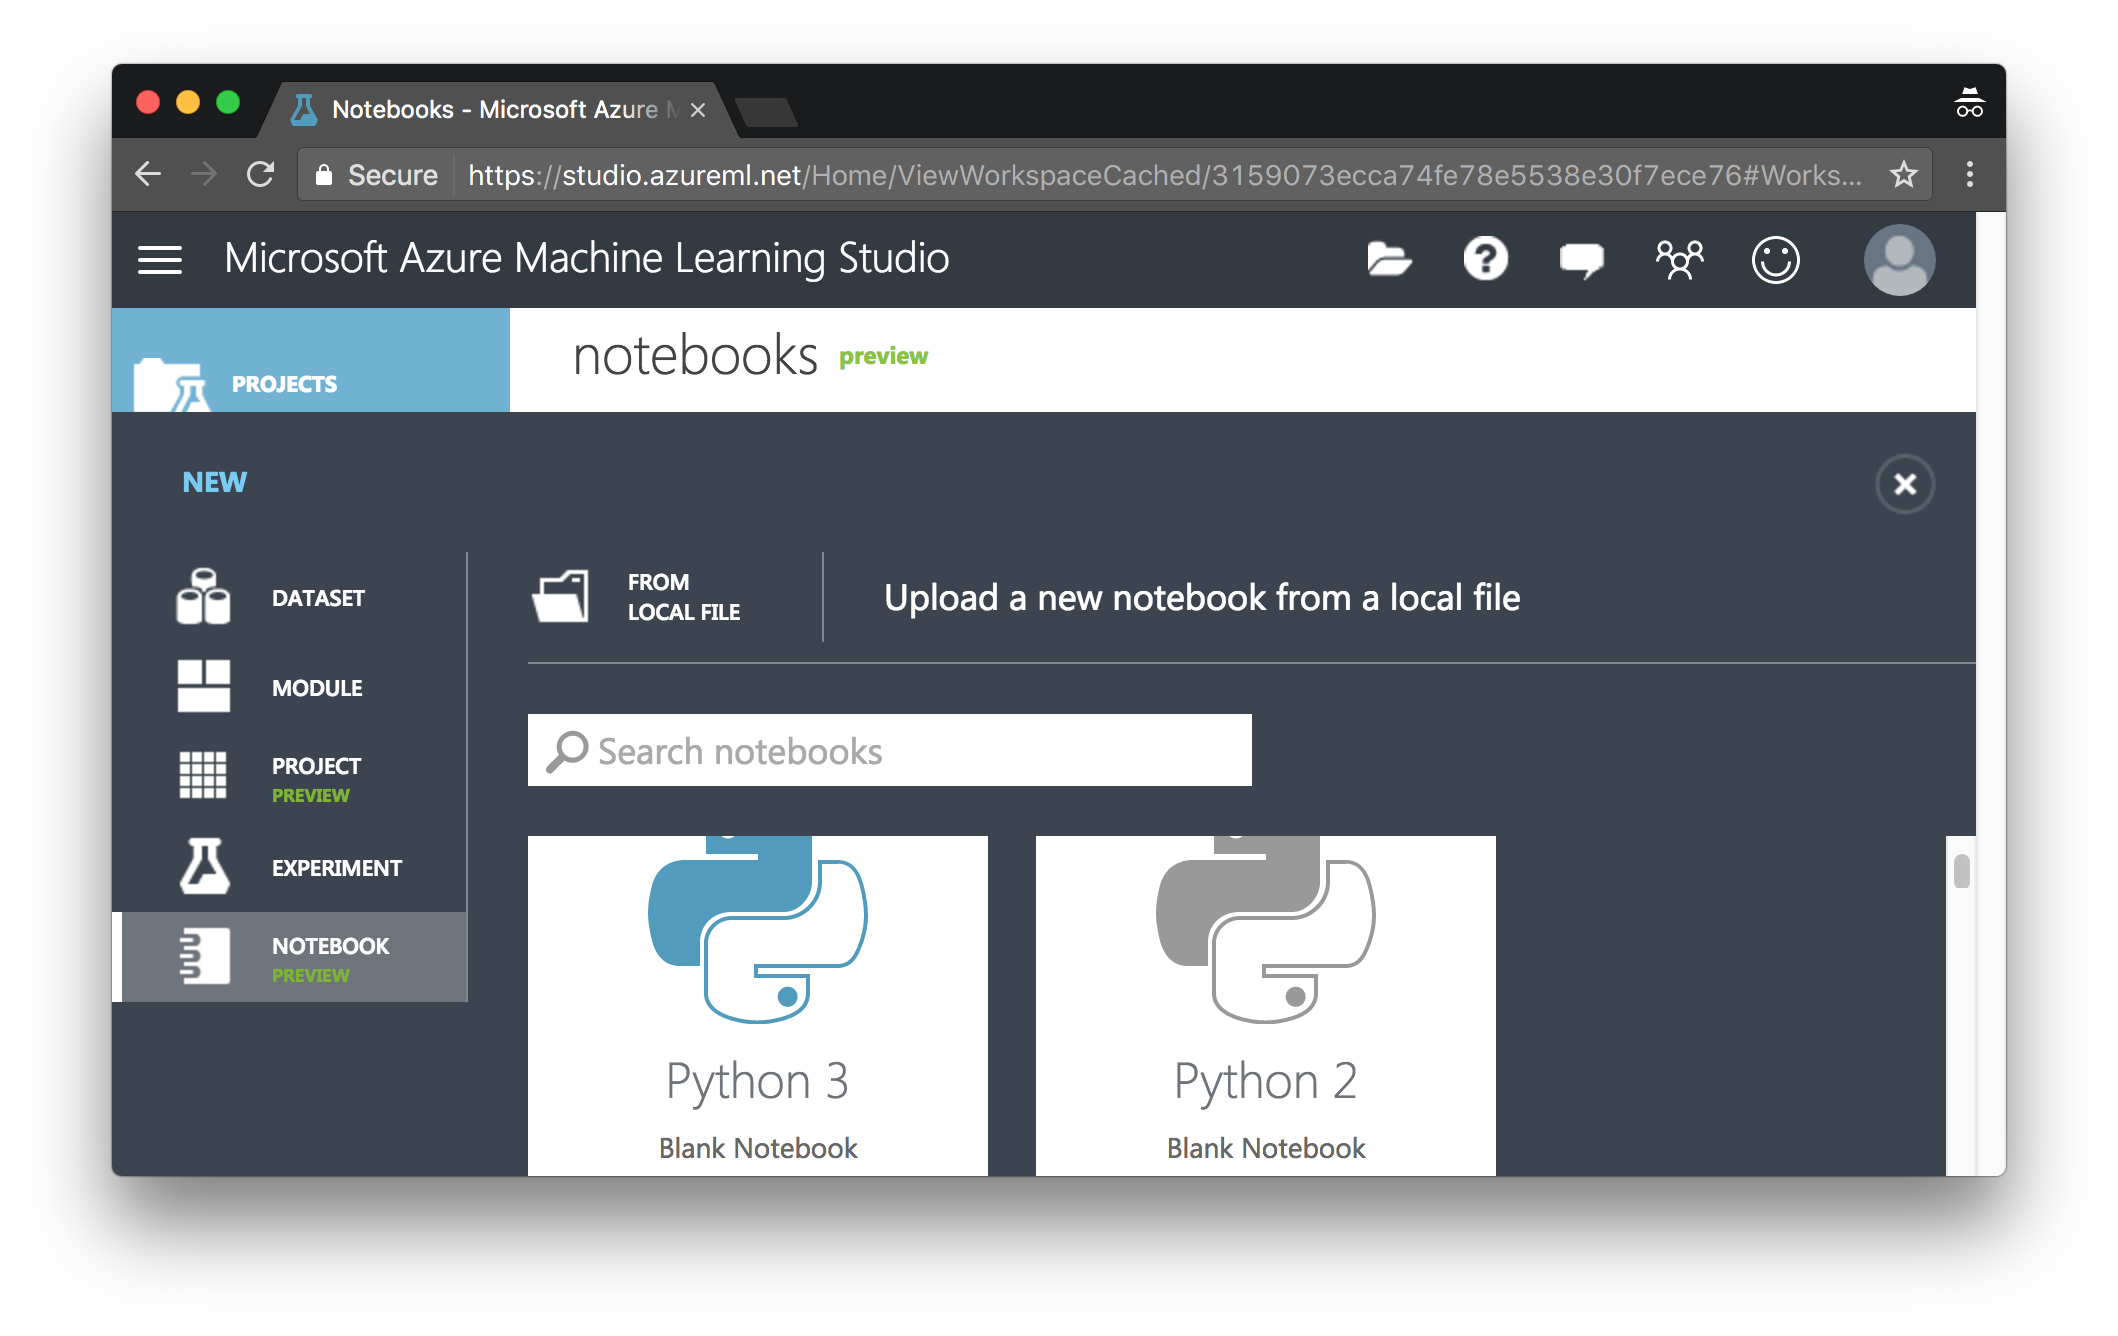 Notebooks - Microsoft Azure M
Secure
https://studio.azureml.net/Home/ViewWorkspaceCached/3159073ecca74fe78e5538e30f7ece76#Works...
Microsoft Azure Machine Learning Studio
PROJECTS
notebooks preview
NEW
DATASET
MODULE
PROJECT
PREVIEW
EXPERIMENT
NOTEBOOK
PREVIEW
FROM
LOCAL FILE
Upload a new notebook from a local file
Search notebooks
Python 3
Blank Notebook
Python 2
Blank Notebook